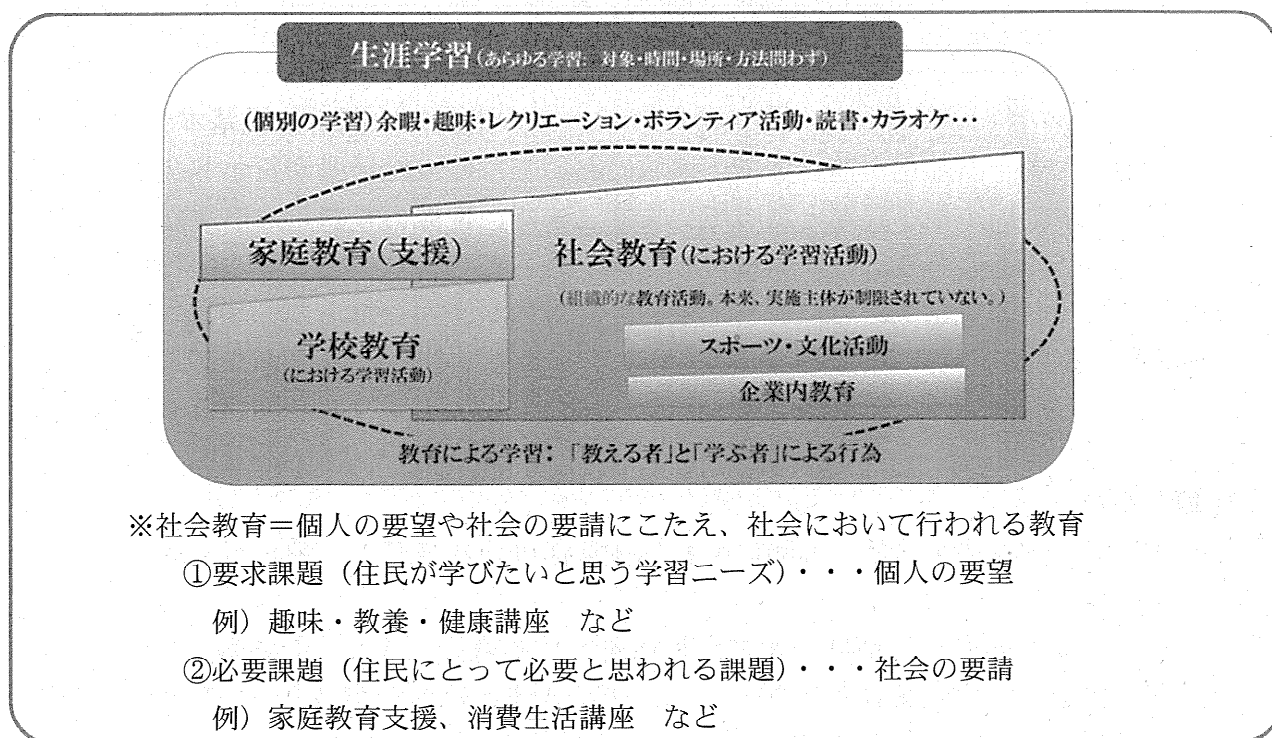 生涯学習(あらゆる学習: 対象・時間・場所・方法問わず)
(個別の学習)余暇・趣味・レクリエーション・ボランティア活動・読書・カラオケ・・・
家庭教育(支援)
社会教育(における学習活動)
(組織的な教育活動。本来、実施主体が制限されていない。)
学校教育
(における学習活動)
スポーツ・文化活動
企業内教育
教育による学習:「教える者」と「学ぶ者」による行為
※社会教育=個人の要望や社会の要請にこたえ、社会において行われる教育
①要求課題(住民が学びたいと思う学習ニーズ)・・・個人の要望
例)趣味・教養・健康講座 など
②必要課題(住民にとって必要と思われる課題)・・・社会の要請
例)家庭教育支援、消費生活講座 など